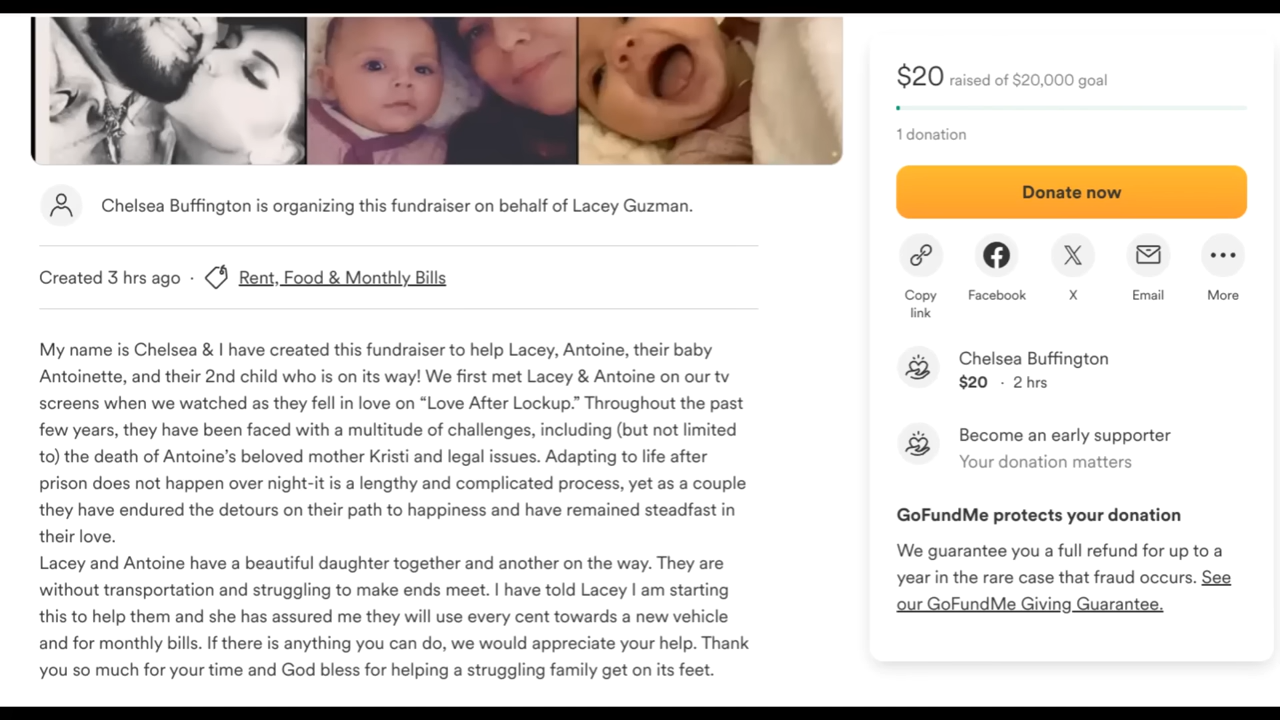 $20 raised of $20,000 goal
1 donation
Donate now
Copy
link
Facebook
X
Email
More
Chelsea Buffington
$20 · 2 hrs
Become an early supporter
Your donation matters
GoFundMe protects your donation
We guarantee you a full refund for up to a
year in the rare case that fraud occurs. See
our GoFundMe Giving Guarantee.
Chelsea Buffington is organizing this fundraiser on behalf of Lacey Guzman.
Created 3 hrs ago · Rent, Food & Monthly Bills
My name is Chelsea & I have created this fundraiser to help Lacey, Antoine, their baby
Antoinette, and their 2nd child who is on its way! We first met Lacey & Antoine on our tv
screens when we watched as they fell in love on “Love After Lockup.” Throughout the past
few years, they have been faced with a multitude of challenges, including (but not limited
to) the death of Antoine’s beloved mother Kristi and legal issues. Adapting to life after
prison does not happen over night-it is a lengthy and complicated process, yet as a couple
they have endured the detours on their path to happiness and have remained steadfast in
their love.
Lacey and Antoine have a beautiful daughter together and another on the way. They are
without transportation and struggling to make ends meet. I have told Lacey I am starting
this to help them and she has assured me they will use every cent towards a new vehicle
and for monthly bills. If there is anything you can do, we would appreciate your help. Thank
you so much for your time and God bless for helping a struggling family get on its feet.